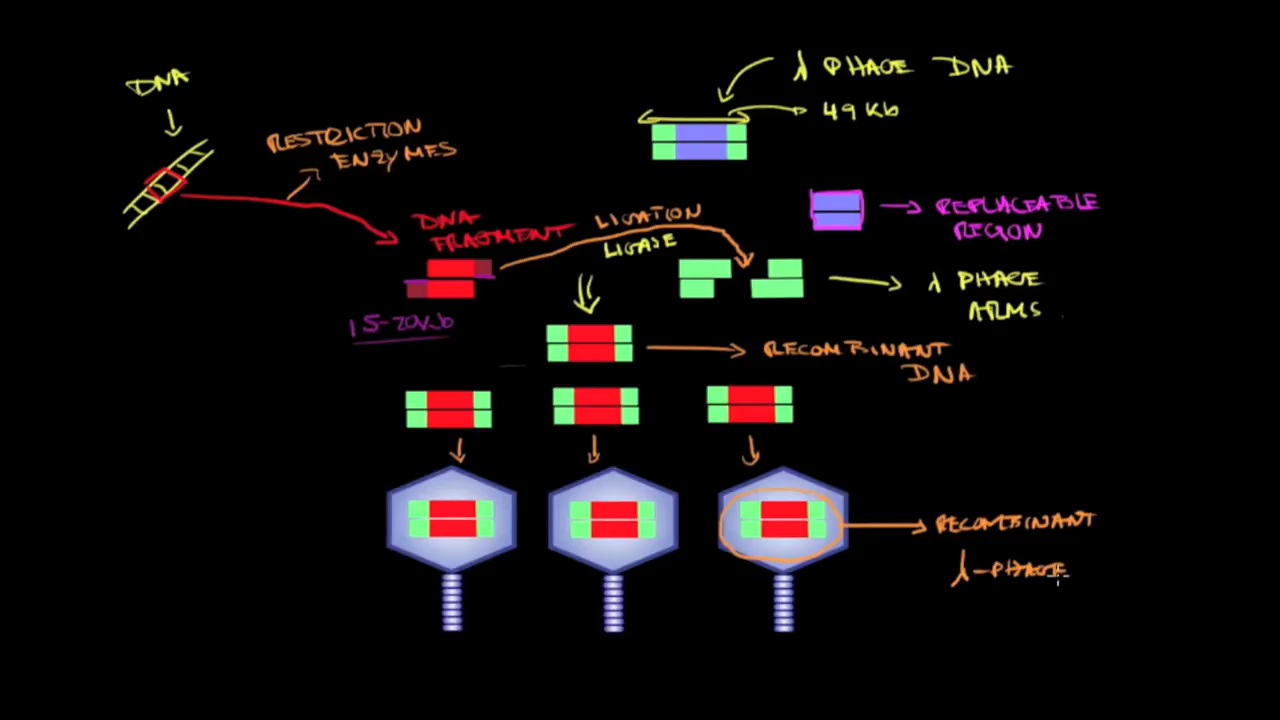 DNA
λ PHAGE DNA
49 Kb
RESTRICTION
ENZYMES
REPLACEABLE
REGION
DNA
FRAGMENT
LIGATION
LIGASE
λ PHAGE
ARMS
15-20Kb
RECOMBINANT
DNA
RECOMBINANT
λ-PHAGE